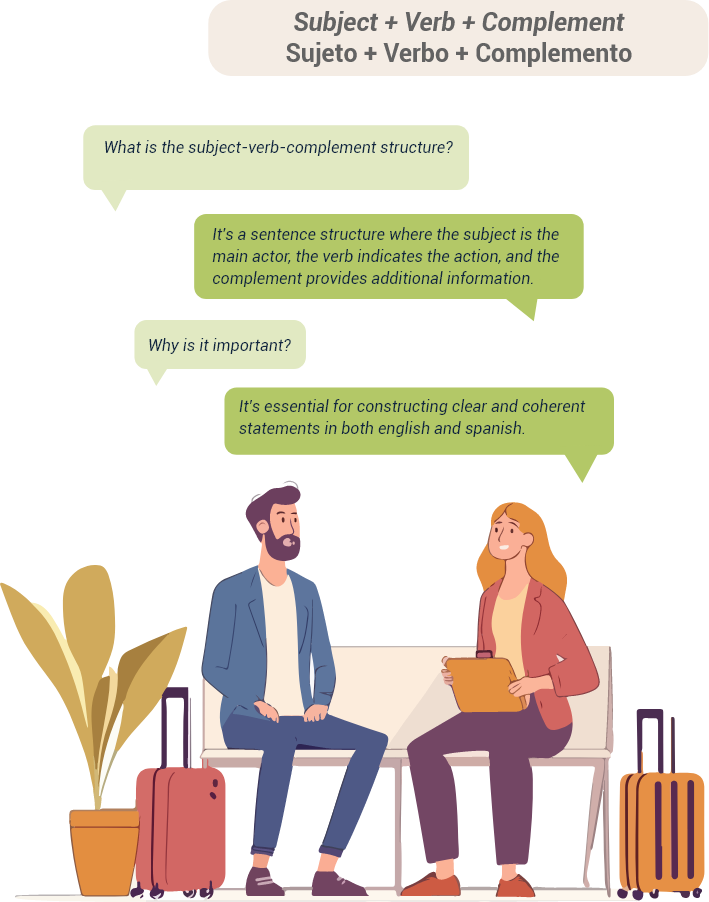 Subject + Verb + Complement
Sujeto + Verbo + Complemento
What is the subject-verb-complement structure?
It's a sentence structure where the subject is the
main actor, the verb indicates the action, and the
complement provides additional information.
Why is it important?
It's essential for constructing clear and coherent
statements in both english and spanish.